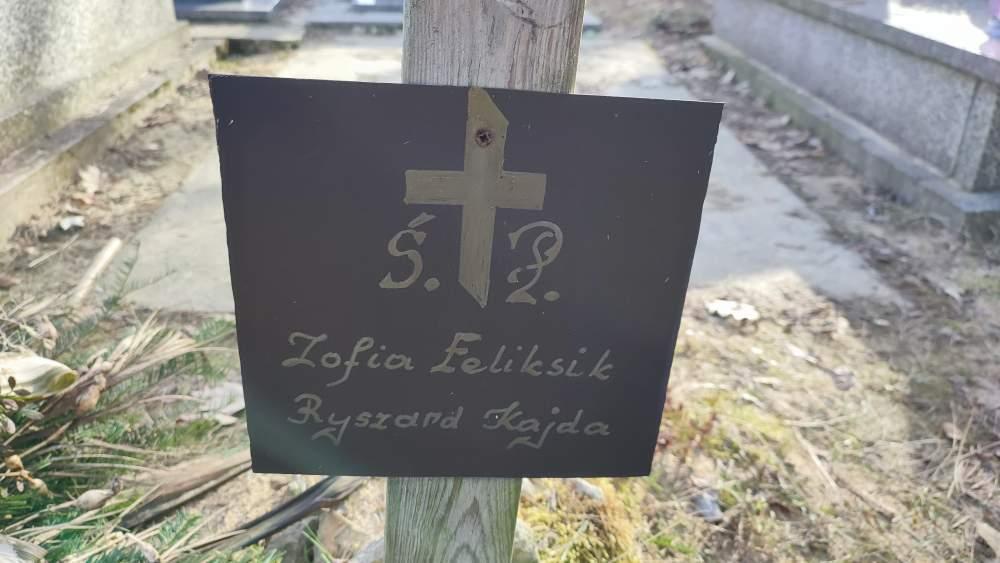 Ś. P.
Zofia Feliksik
Ryszard Kajda